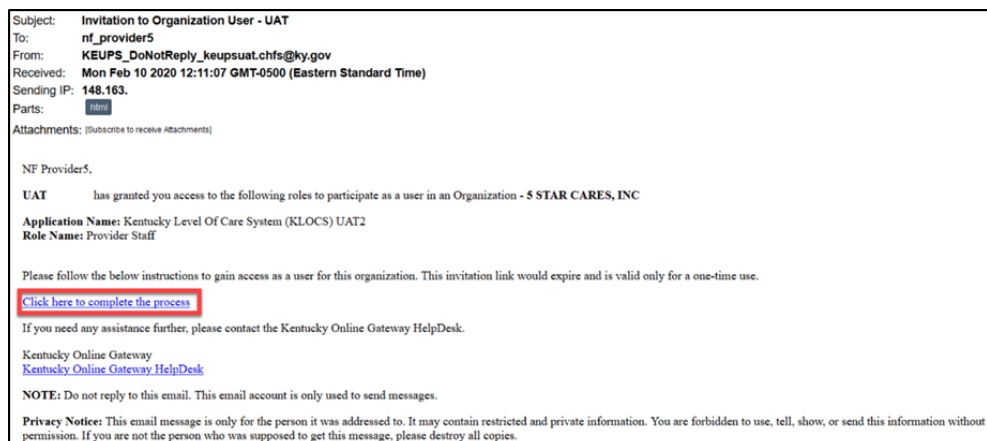 Subject: Invitation to Organization User - UAT
To: nf_provider5
From: KEUPS_DoNotReply_keupsuat.chfs@ky.gov
Received: Mon Feb 10 2020 12:11:07 GMT-0500 (Eastern Standard Time)
Sending IP: 148.163.
Parts: html
Attachments: [Subscribe to receive Attachments]
NF Provider5,
UAT has granted you access to the following roles to participate as a user in an Organization - 5 STAR CARES, INC
Application Name: Kentucky Level Of Care System (KLOCS) UAT2
Role Name: Provider Staff
Please follow the below instructions to gain access as a user for this organization. This invitation link would expire and is valid only for a one-time use.
Click here to complete the process
If you need any assistance further, please contact the Kentucky Online Gateway HelpDesk.
Kentucky Online Gateway
Kentucky Online Gateway HelpDesk
NOTE: Do not reply to this email. This email account is only used to send messages.
Privacy Notice: This email message is only for the person it was addressed to. It may contain restricted and private information. You are forbidden to use, tell, show, or send this information without
permission. If you are not the person who was supposed to get this message, please destroy all copies.